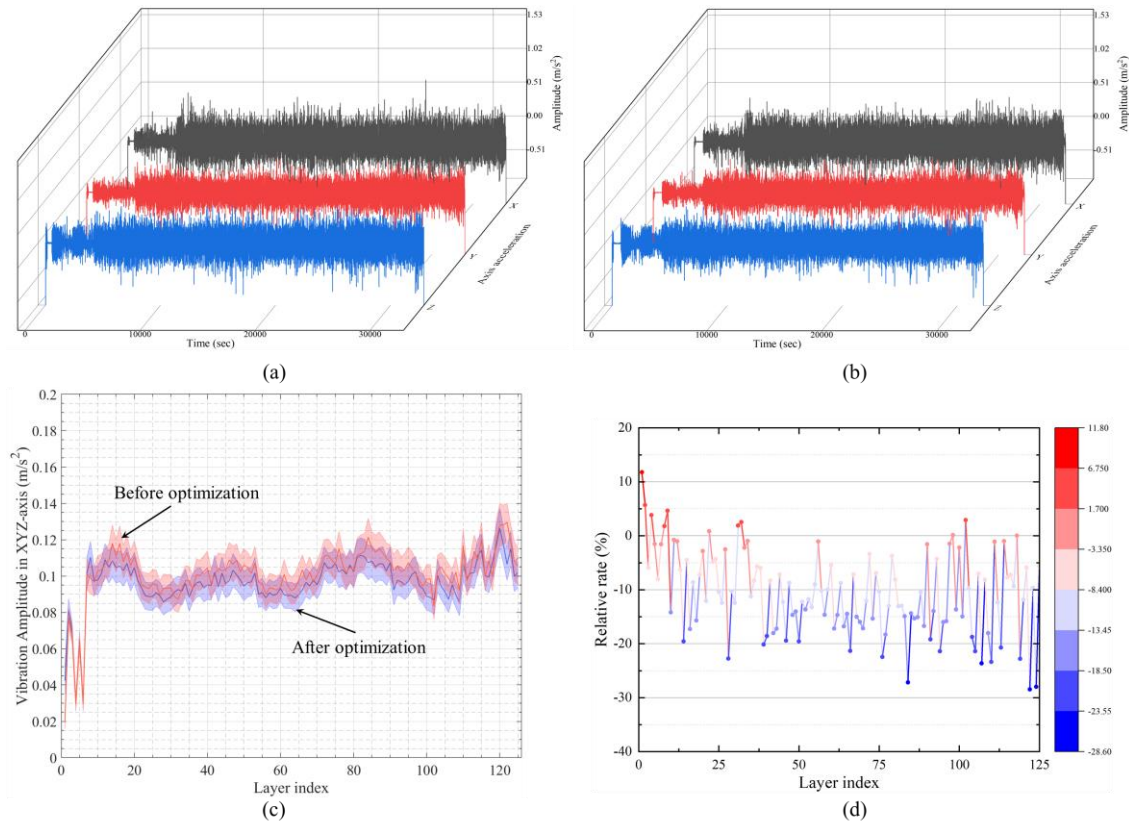 1.53
1.02
0.51
0.00
-0.51
Amplitude (m/s²)
X
Y
Z
Axis acceleration
0
10000
20000
30000
Time (sec)
(a)
1.53
1.02
0.51
0.00
-0.51
Amplitude (m/s²)
X
Y
Z
Axis acceleration
0
10000
20000
30000
Time (sec)
(b)
0.2
0.18
0.16
0.14
0.12
0.1
0.08
0.06
0.04
0.02
0
Vibration Amplitude in XYZ-axis (m/s²)
Before optimization
After optimization
0 20 40 60 80 100 120
Layer index
(c)
20
10
0
-10
-20
-30
-40
Relative rate (%)
0 25 50 75 100 125
Layer index
11.80
6.750
1.700
-3.350
-8.400
-13.45
-18.50
-23.55
-28.60
(d)